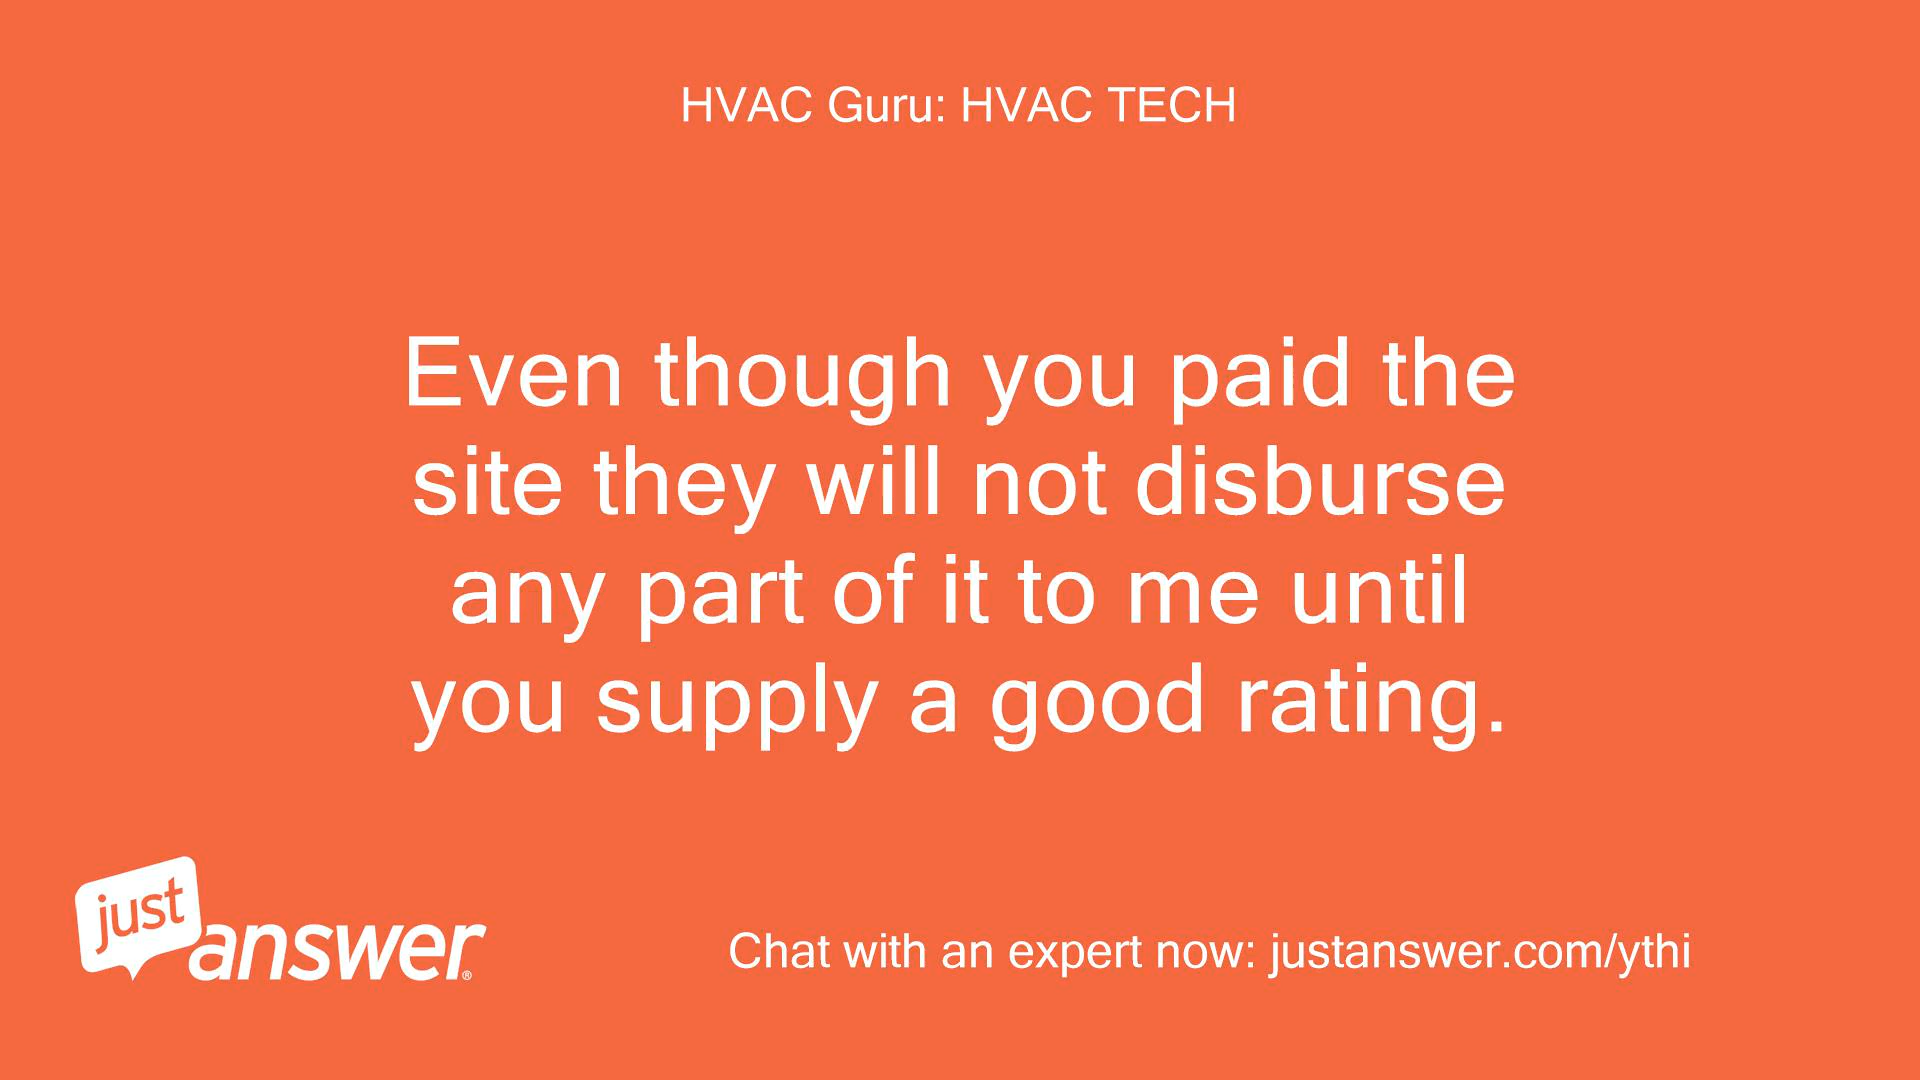 HVAC Guru: HVAC TECH
Even though you paid the
site they will not disburse
any part of it to me until
you supply a good rating.
just
answer®
Chat with an expert now: justanswer.com/ythi